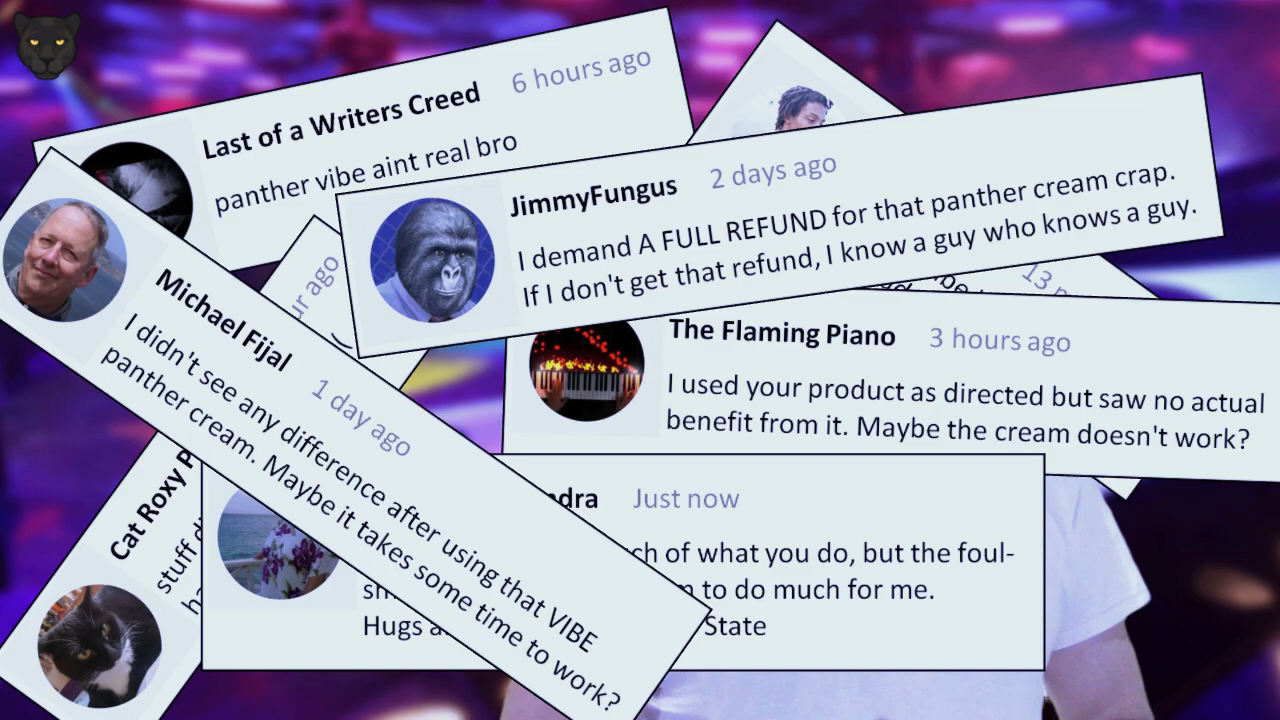 Last of a Writers Creed 6 hours ago
panther vibe aint real bro
JimmyFungus 2 days ago
I demand A FULL REFUND for that panther cream crap.
If I don't get that refund, I know a guy who knows a guy.
13
ago
Michael Fijal 1 day ago
I didn't see any difference after using that VIBE
panther cream. Maybe it takes some time to work?
The Flaming Piano 3 hours ago
I used your product as directed but saw no actual
benefit from it. Maybe the cream doesn't work?
Cat Roxy
stuff
Just now
of what you do, but the foul-
to do much for me.
Hugs State